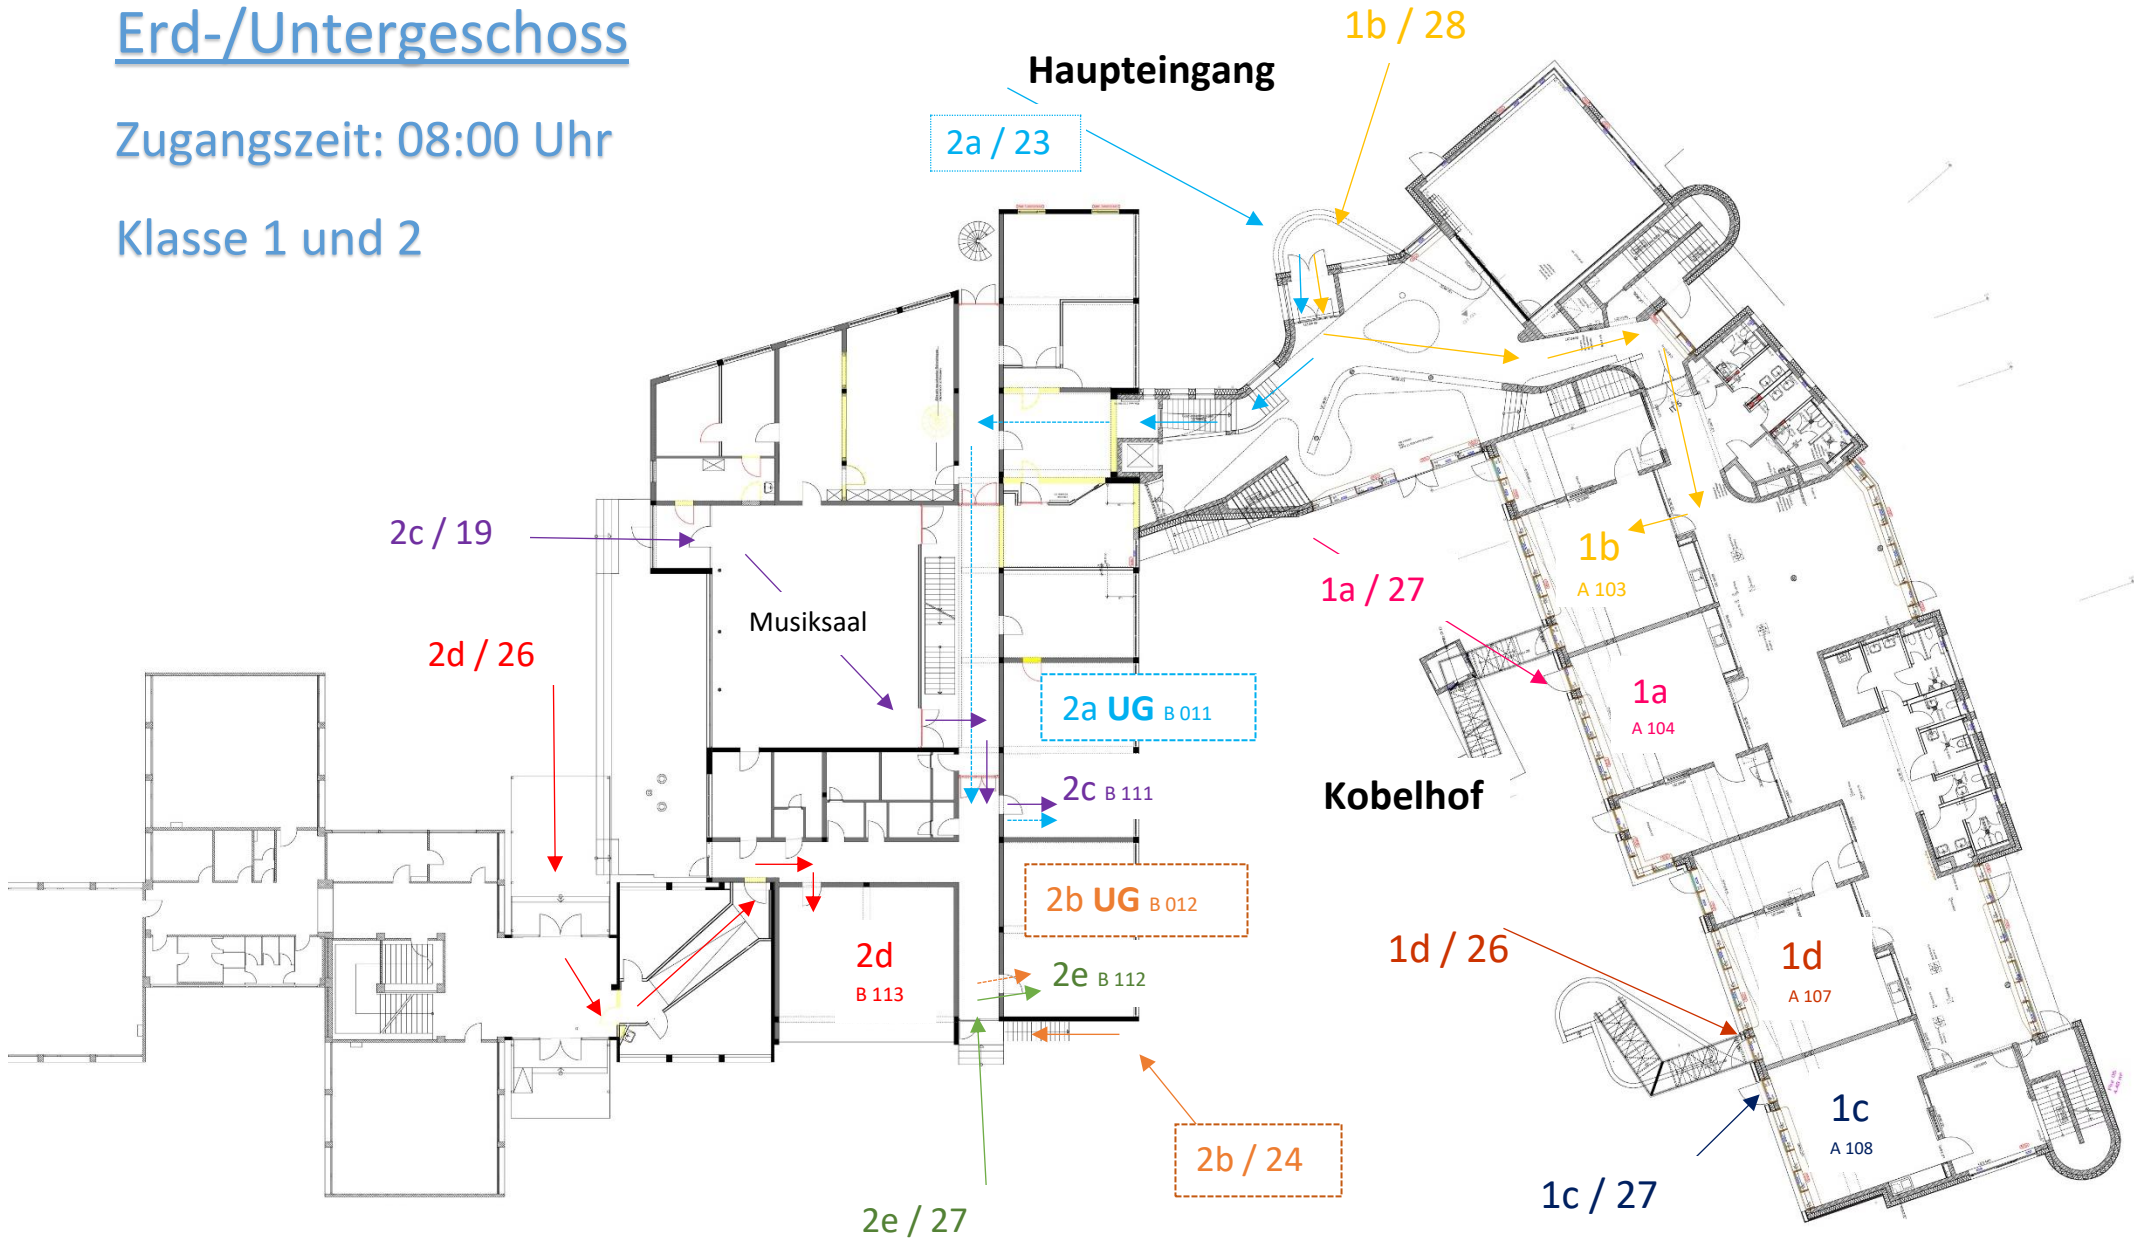 Erd-/Untergeschoss
Zugangszeit: 08:00 Uhr
Klasse 1 und 2
1b / 28
Haupteingang
2a / 23
2c / 19
1b
A 103
1a / 27
Musiksaal
2d / 26
2a UG B 011
1a
A 104
2c B 111
Kobelhof
2b UG B 012
2d
B 113
2e B 112
1d / 26
1d
A 107
1c
A 108
2b / 24
1c / 27
2e / 27